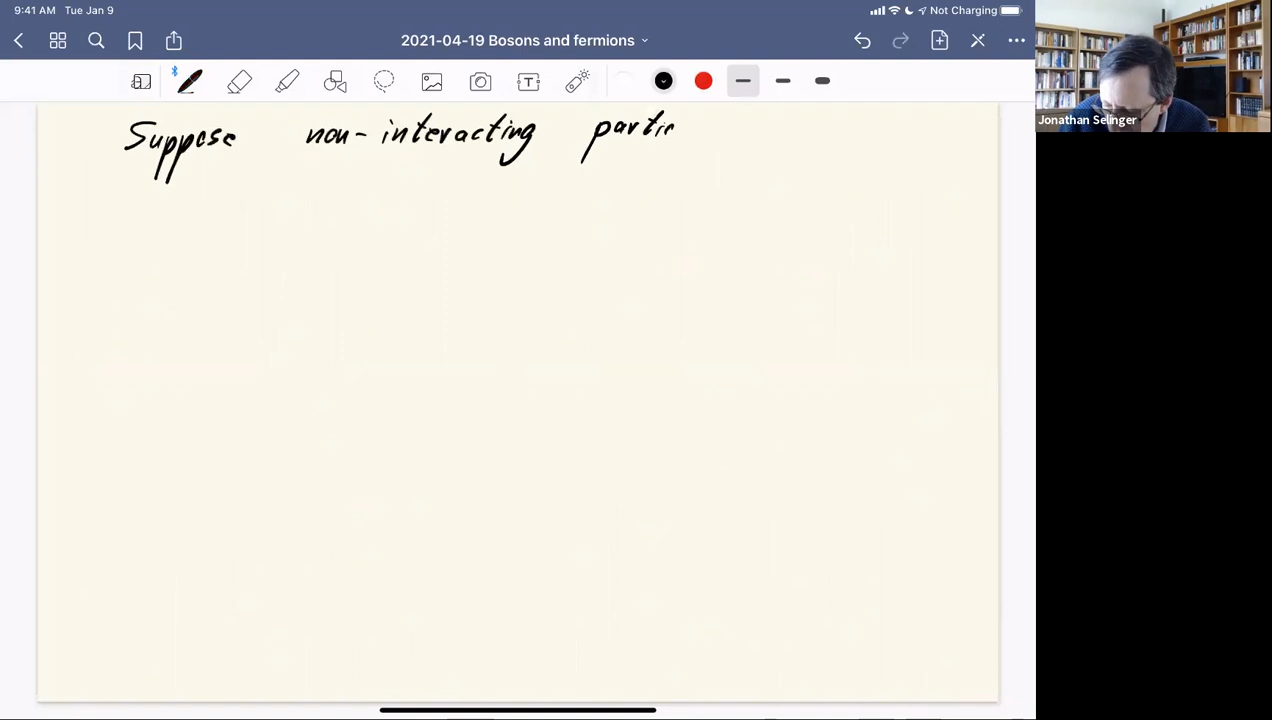 9:41 AM Tue Jan 9
Not Charging
2021-04-19 Bosons and fermions
Jonathan Selinger
Suppose non-interacting partic